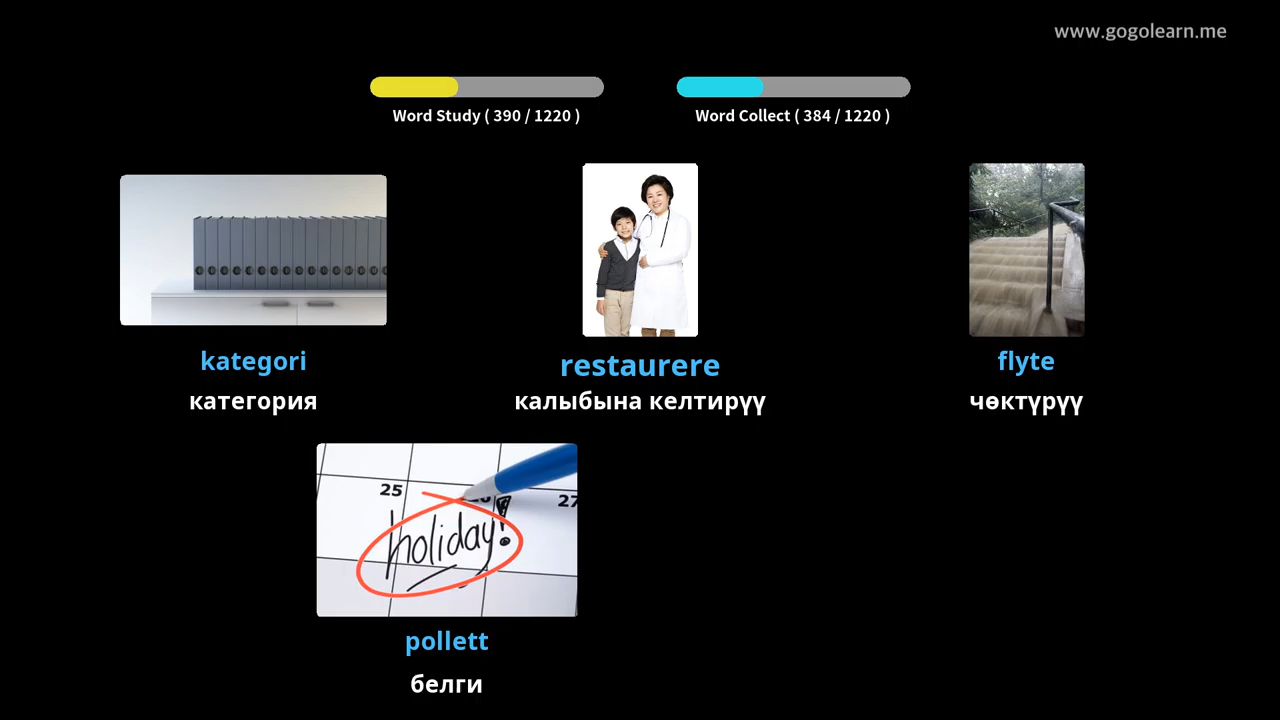 www.gogolearn.me
Word Study ( 390 / 1220 )
Word Collect ( 384 / 1220 )
kategori
категория
restaurere
калыбына келтирүү
flyte
чөктүрүү
25
27
holiday!
pollett
белги